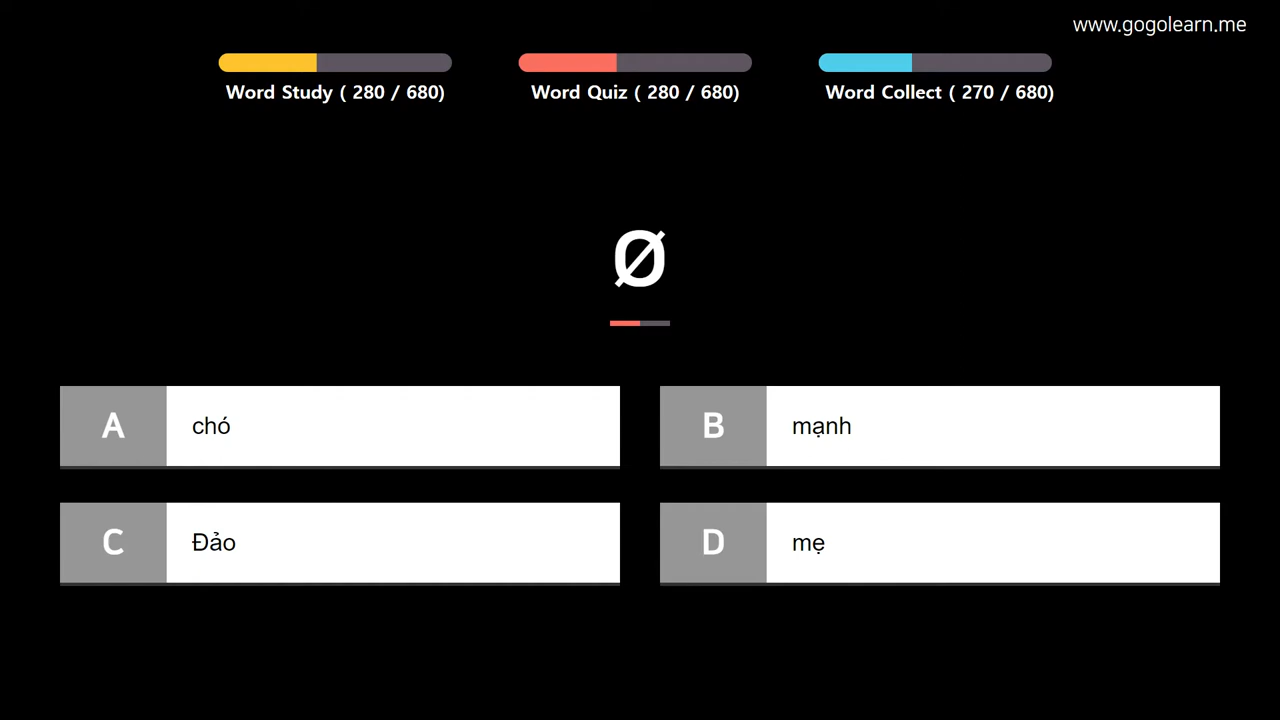 www.gogolearn.me
Word Study ( 280 / 680)
Word Quiz ( 280 / 680)
Word Collect ( 270 / 680)
Ø
A chó
B mạnh
C Đảo
D mẹ